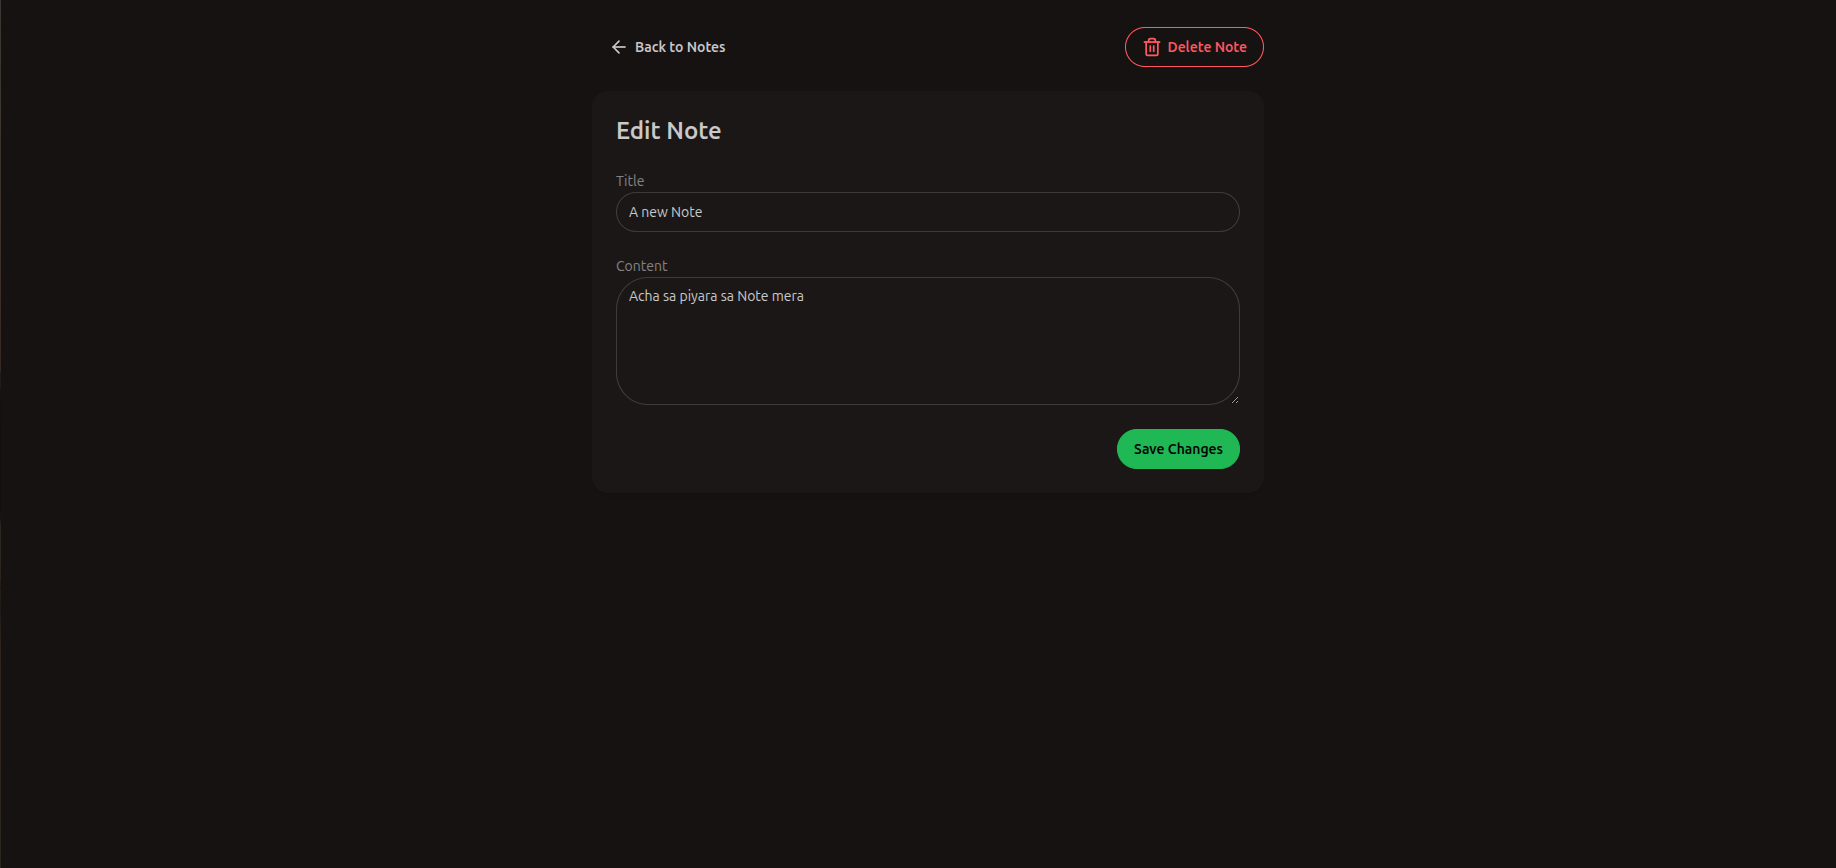 Back to Notes
Delete Note
Edit Note
Title
A new Note
Content
Acha sa piyara sa Note mera
Save Changes